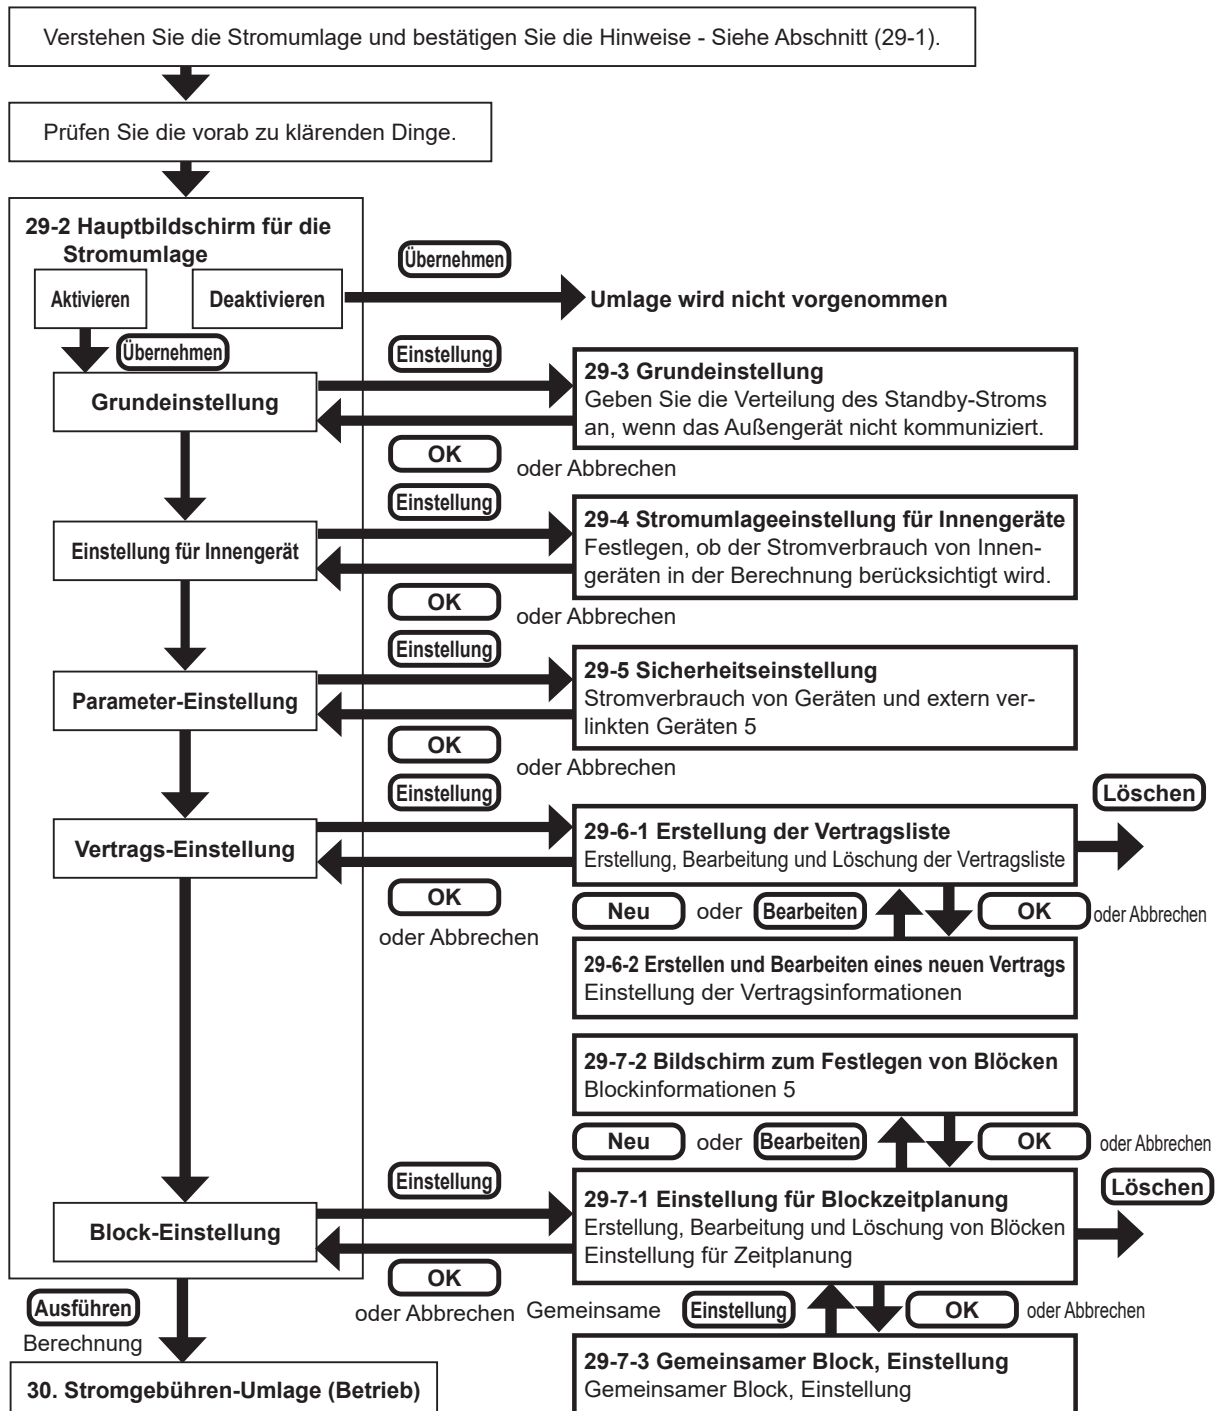 Verstehen Sie die Stromumlage und bestätigen Sie die Hinweise - Siehe Abschnitt (29-1).
Prüfen Sie die vorab zu klärenden Dinge.
29-2 Hauptbildschirm für die
Stromumlage
Übernehmen
Aktivieren
Deaktivieren
Umlage wird nicht vorgenommen
Übernehmen
Einstellung
Grundeinstellung
29-3 Grundeinstellung
Geben Sie die Verteilung des Standby-Stroms
an, wenn das Außengerät nicht kommuniziert.
OK
oder Abbrechen
Einstellung
Einstellung für Innengerät
29-4 Stromumlageeinstellung für Innengeräte
Festlegen, ob der Stromverbrauch von Innen-
geräten in der Berechnung berücksichtigt wird.
OK
oder Abbrechen
Einstellung
Parameter-Einstellung
29-5 Sicherheitseinstellung
Stromverbrauch von Geräten und extern ver-
linkten Geräten 5
OK
oder Abbrechen
Einstellung
Löschen
Vertrags-Einstellung
29-6-1 Erstellung der Vertragsliste
Erstellung, Bearbeitung und Löschung der Vertragsliste
OK
oder Abbrechen
Neu oder Bearbeiten
OK oder Abbrechen
29-6-2 Erstellen und Bearbeiten eines neuen Vertrags
Einstellung der Vertragsinformationen
29-7-2 Bildschirm zum Festlegen von Blöcken
Blockinformationen 5
Neu oder Bearbeiten
OK oder Abbrechen
Einstellung
Löschen
Block-Einstellung
29-7-1 Einstellung für Blockzeitplanung
Erstellung, Bearbeitung und Löschung von Blöcken
Einstellung für Zeitplanung
OK
oder Abbrechen
Gemeinsame Einstellung
OK oder Abbrechen
Ausführen
Berechnung
29-7-3 Gemeinsamer Block, Einstellung
Gemeinsamer Block, Einstellung
30. Stromgebühren-Umlage (Betrieb)